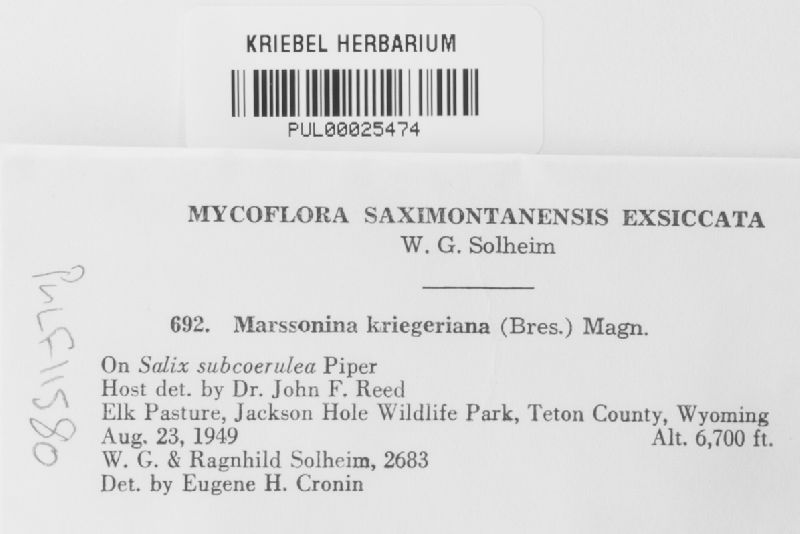 KRIEBEL HERBARIUM
PUL00025474
MYCOFLORA SAXIMONTANENSIS EXSICCATA
W. G. Solheim
692. Marssonina kriegeriana (Bres.) Magn.
On Salix subcoerulea Piper
Host det. by Dr. John F. Reed
Elk Pasture, Jackson Hole Wildlife Park, Teton County, Wyoming
Aug. 23, 1949 Alt. 6,700 ft.
W. G. & Ragnhild Solheim, 2683
Det. by Eugene H. Cronin
PULF11580